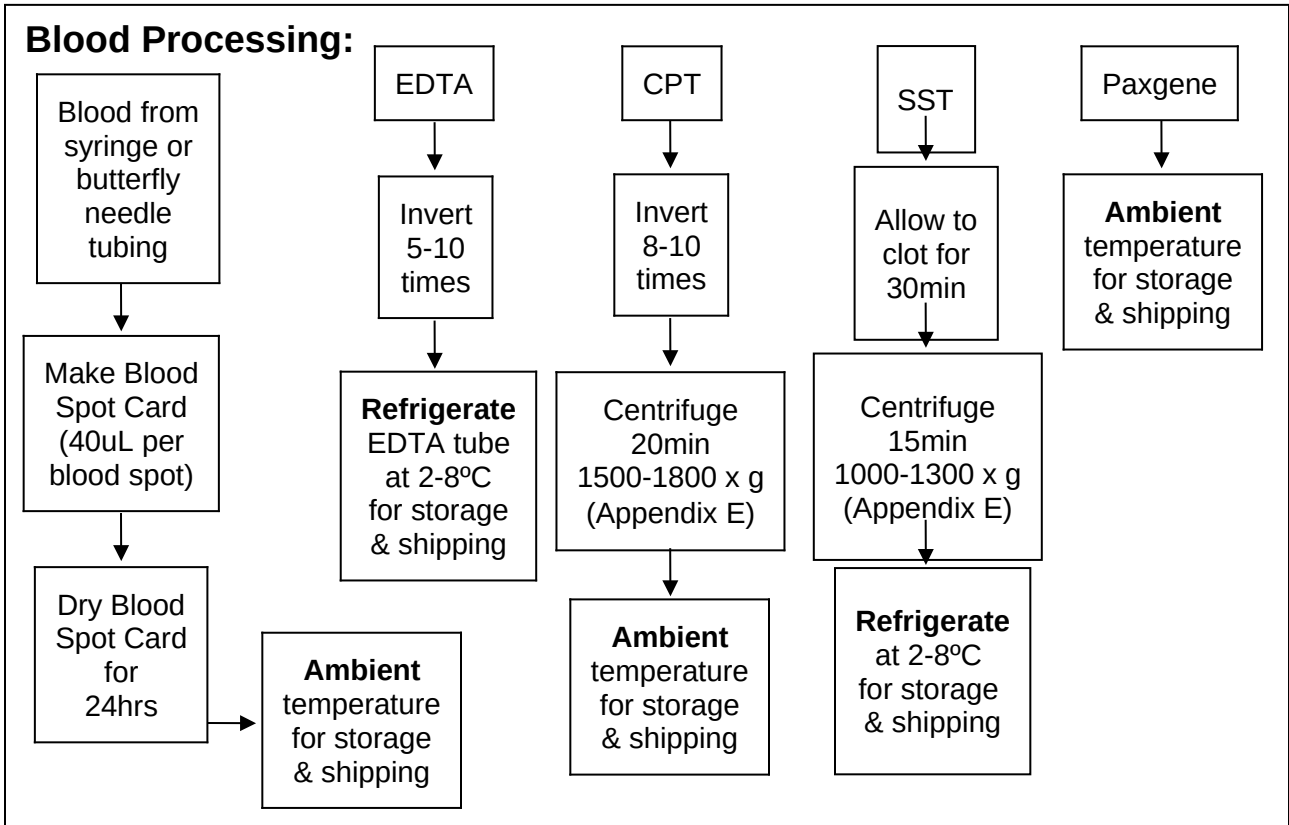 Blood Processing:
Blood from
syringe or
butterfly
needle
tubing
Make Blood
Spot Card
(40uL per
blood spot)
Dry Blood
Spot Card
for
24hrs
Ambient
temperature
for storage
& shipping
EDTA
Invert
5-10
times
Refrigerate
EDTA tube
at 2-8ºC
for storage
& shipping
CPT
Invert
8-10
times
Centrifuge
20min
1500-1800 x g
(Appendix E)
Ambient
temperature
for storage
& shipping
SST
Allow to
clot for
30min
Centrifuge
15min
1000-1300 x g
(Appendix E)
Refrigerate
at 2-8ºC
for storage
& shipping
Paxgene
Ambient
temperature
for storage
& shipping